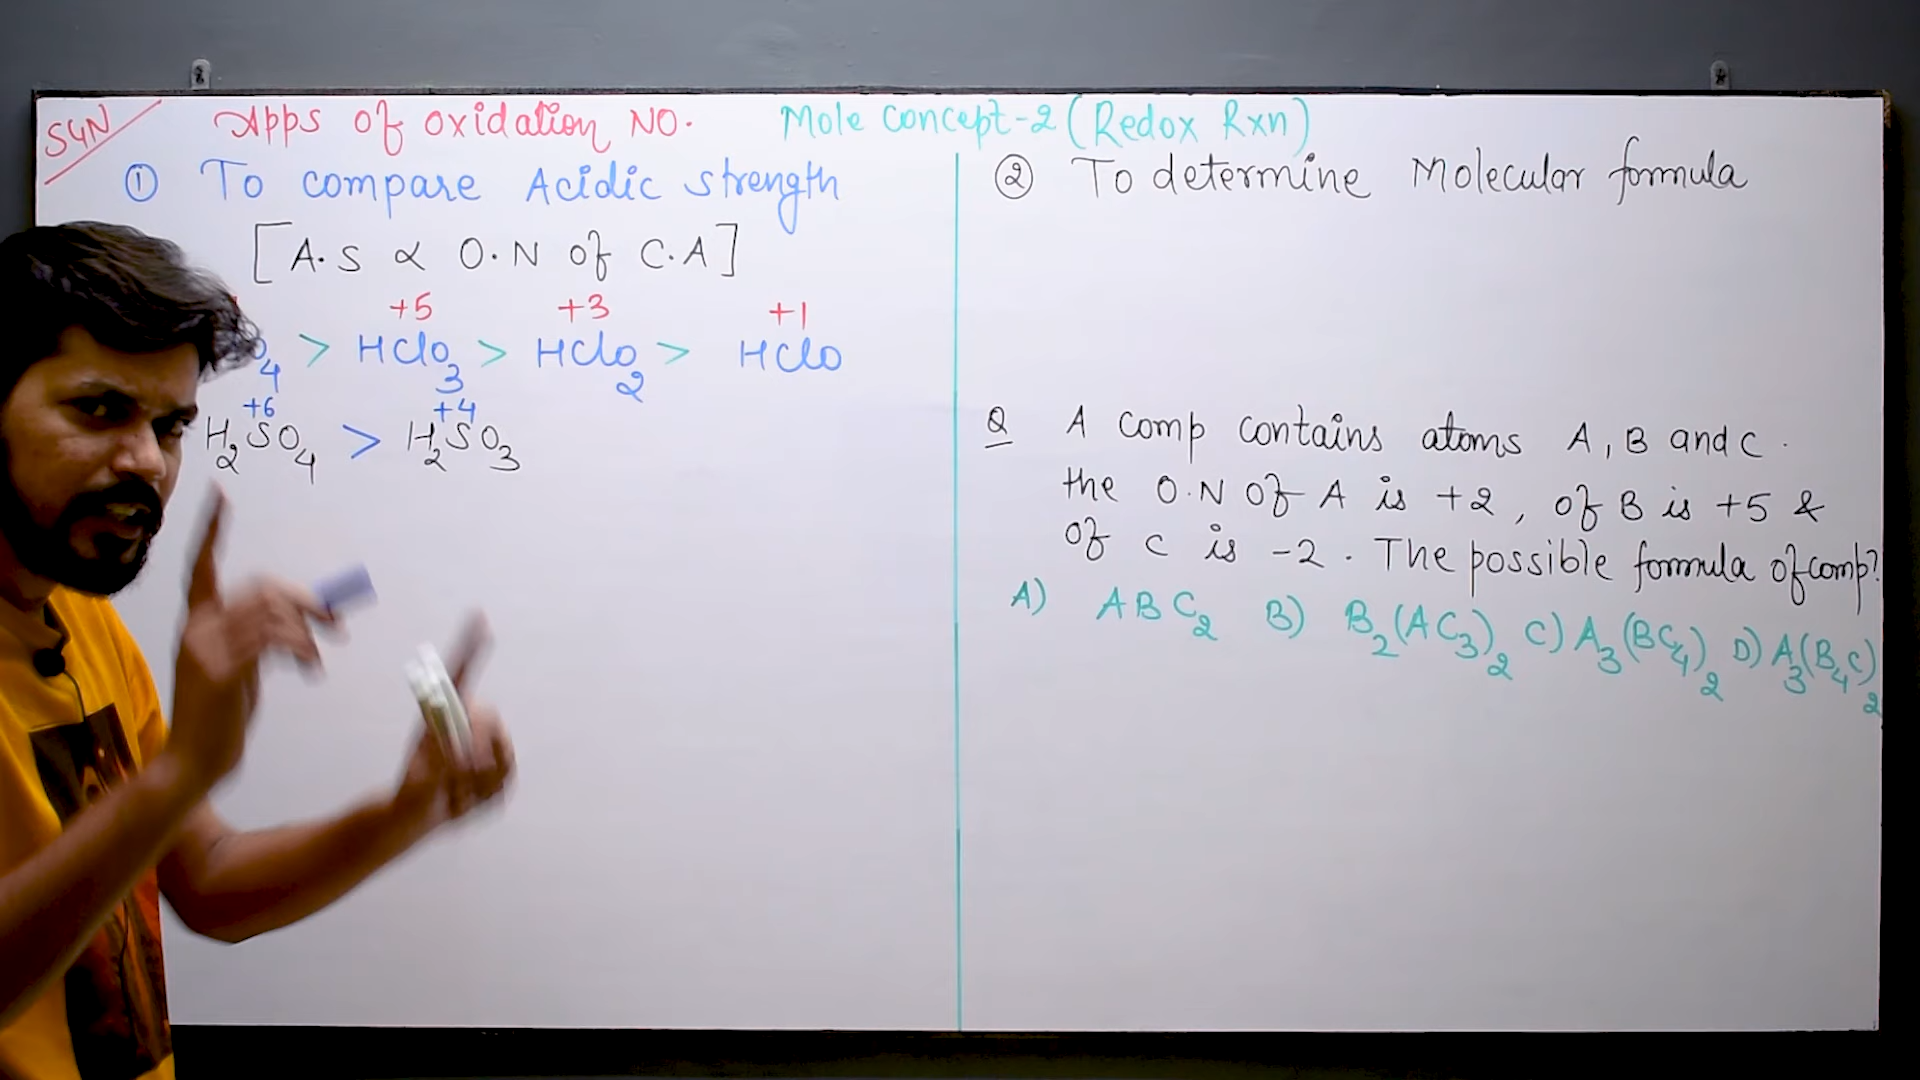 SGN
Apps of oxidation NO.
Mole concept-2 (Redox Rxn)
① To compare Acidic strength
[A.S ∝ O.N of C.A]
+5 +3 +1
O4 > HClO3 > HClO2 > HClO
+6 +4
H2SO4 > H2SO3
② To determine Molecular formula
Q A comp contains atoms A, B and C.
the O.N of A is +2, of B is +5 &
of C is -2. The possible formula of comp?
A) ABC2 B) B2(AC3)2 C) A3(BC4)2 D) A3(B4C)2